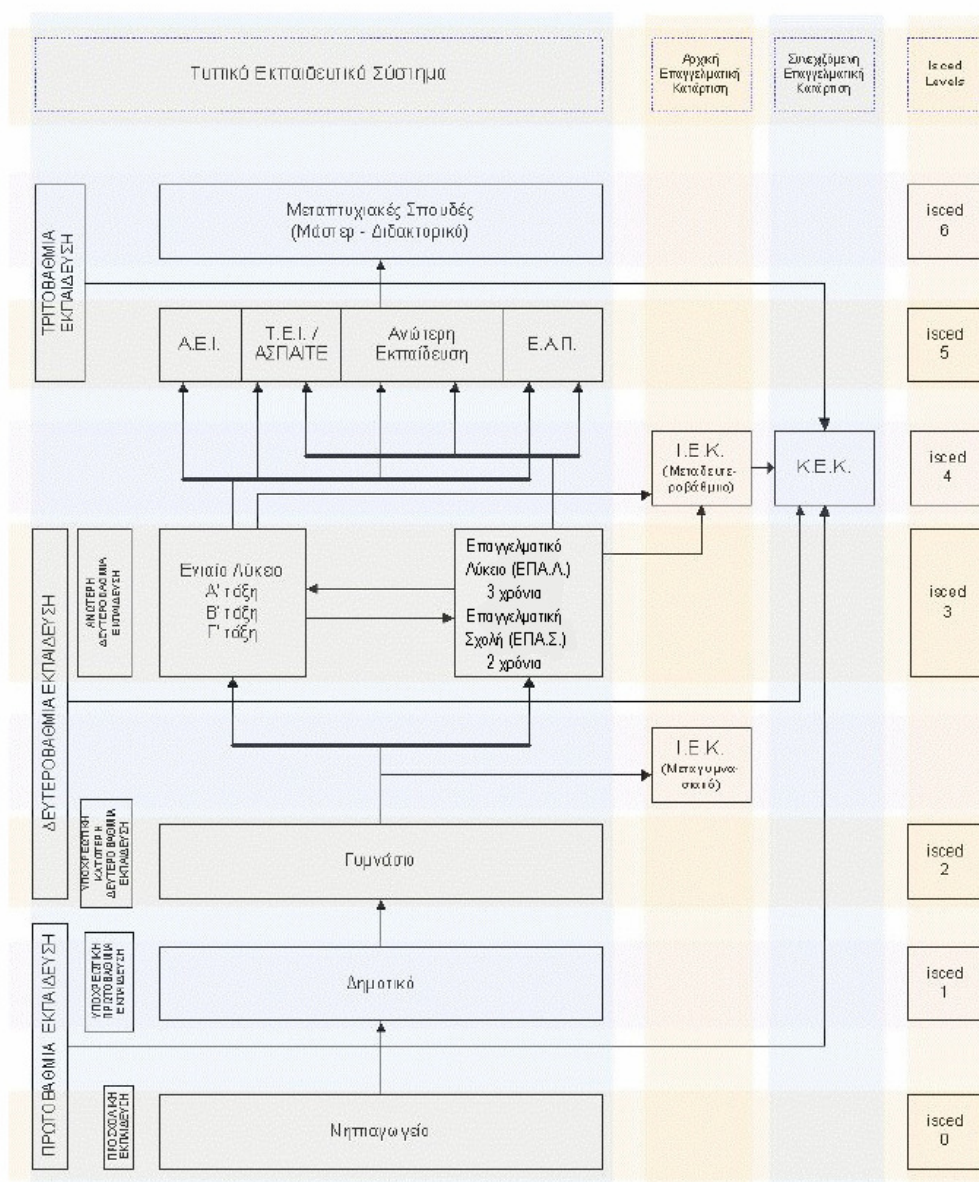 Τυπικό Εκπαιδευτικό Σύστημα
Αρχική
Επαγγελματική
Κατάρτιση
Συνεχιζόμενη
Επαγγελματική
Κατάρτιση
Isced
Levels
ΤΡΙΤΟΒΑΘΜΙΑ
ΕΚΠΑΙΔΕΥΣΗ
Μεταπτυχιακές Σπουδές
(Μάστερ - Διδακτορικό)
isced
6
Α.Ε.Ι.
Τ.Ε.Ι. /
ΑΣΠΑΙΤΕ
Ανώτερη
Εκπαίδευση
Ε.Α.Π.
isced
5
Ι.Ε.Κ.
(Μεταδευτε-
ροβάθμιο)
Κ.Ε.Κ.
isced
4
ΔΕΥΤΕΡΟΒΑΘΜΙΑ ΕΚΠΑΙΔΕΥΣΗ
ΑΝΩΤΕΡΗ
ΔΕΥΤΕΡΟΒΑΘΜΙΑ
ΕΚΠΑΙΔΕΥΣΗ
Ενιαίο Λύκειο
Α' τάξη
Β' τάξη
Γ' τάξη
Επαγγελματικό
Λύκειο (ΕΠΑ.Λ.)
3 χρόνια
Επαγγελματική
Σχολή (ΕΠΑ.Σ.)
2 χρόνια
isced
3
Ι.Ε.Κ.
(Μεταγυμνα-
σιακό)
ΥΠΟΧΡΕΩΤΙΚΗ
ΚΑΤΩΤΕΡΗ
ΔΕΥΤΕΡΟΒΑΘΜΙΑ
ΕΚΠΑΙΔΕΥΣΗ
Γυμνάσιο
isced
2
ΠΡΩΤΟΒΑΘΜΙΑ ΕΚΠΑΙΔΕΥΣΗ
ΥΠΟΧΡΕΩΤΙΚΗ
ΠΡΩΤΟΒΑΘΜΙΑ
ΕΚΠΑΙΔΕΥΣΗ
Δημοτικό
isced
1
ΠΡΟΣΧΟΛΙΚΗ
ΕΚΠΑΙΔΕΥΣΗ
Νηπιαγωγείο
isced
0